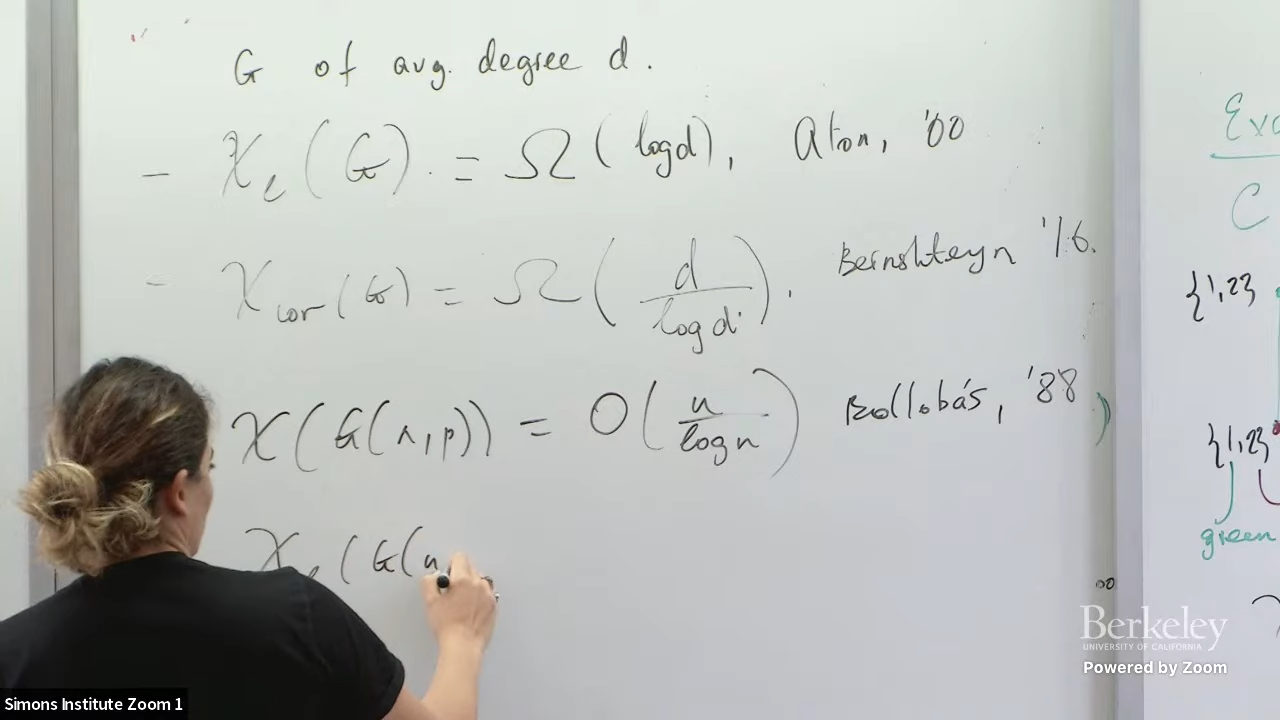 G of avg. degree d.
- χ_ℓ(G) = Ω(log d), Alon, '00
- χ_cor(G) = Ω(d / log d). Bernshteyn '16.
χ(G(n,p)) = O(n / log n) Bollobás, '88
χ_ℓ(G(n
{1,2}
{1,2}
green
Berkeley
UNIVERSITY OF CALIFORNIA
Powered by Zoom
Simons Institute Zoom 1